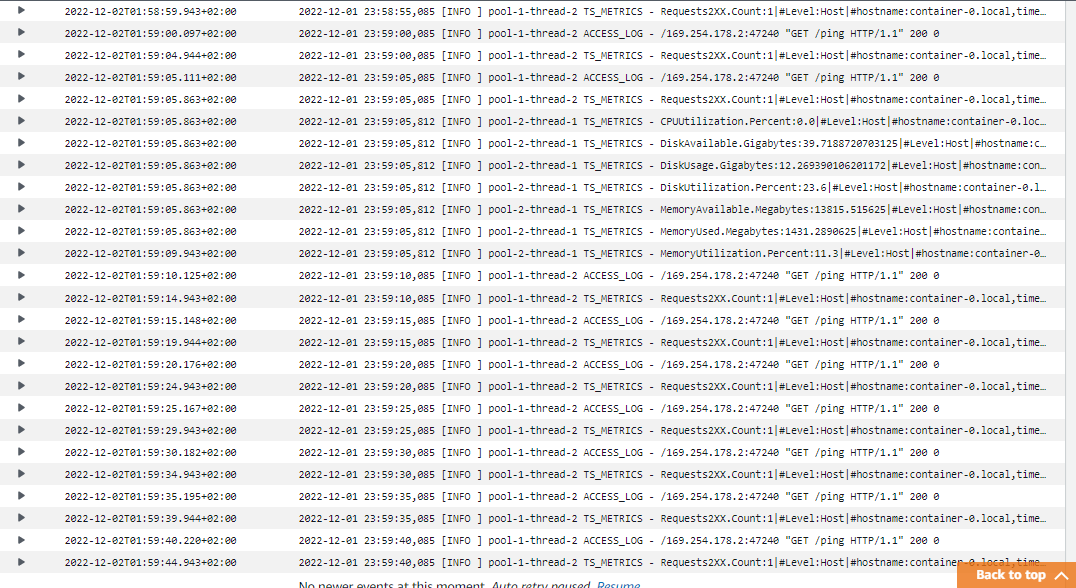 2022-12-02T01:58:59.943+02:00 2022-12-01 23:58:55,085 [INFO ] pool-1-thread-2 TS_METRICS - Requests2XX.Count:1|#Level:Host|#hostname:container-0.local,time…
2022-12-02T01:59:00.097+02:00 2022-12-01 23:59:00,085 [INFO ] pool-1-thread-2 ACCESS_LOG - /169.254.178.2:47240 "GET /ping HTTP/1.1" 200 0
2022-12-02T01:59:04.944+02:00 2022-12-01 23:59:00,085 [INFO ] pool-1-thread-2 TS_METRICS - Requests2XX.Count:1|#Level:Host|#hostname:container-0.local,time…
2022-12-02T01:59:05.111+02:00 2022-12-01 23:59:05,085 [INFO ] pool-1-thread-2 ACCESS_LOG - /169.254.178.2:47240 "GET /ping HTTP/1.1" 200 0
2022-12-02T01:59:05.863+02:00 2022-12-01 23:59:05,085 [INFO ] pool-1-thread-2 TS_METRICS - Requests2XX.Count:1|#Level:Host|#hostname:container-0.local,time…
2022-12-02T01:59:05.863+02:00 2022-12-01 23:59:05,812 [INFO ] pool-2-thread-1 TS_METRICS - CPUUtilization.Percent:0.0|#Level:Host|#hostname:container-0.loc…
2022-12-02T01:59:05.863+02:00 2022-12-01 23:59:05,812 [INFO ] pool-2-thread-1 TS_METRICS - DiskAvailable.Gigabytes:39.7188720703125|#Level:Host|#hostname:c…
2022-12-02T01:59:05.863+02:00 2022-12-01 23:59:05,812 [INFO ] pool-2-thread-1 TS_METRICS - DiskUsage.Gigabytes:12.269390106201172|#Level:Host|#hostname:con…
2022-12-02T01:59:05.863+02:00 2022-12-01 23:59:05,812 [INFO ] pool-2-thread-1 TS_METRICS - DiskUtilization.Percent:23.6|#Level:Host|#hostname:container-0.l…
2022-12-02T01:59:05.863+02:00 2022-12-01 23:59:05,812 [INFO ] pool-2-thread-1 TS_METRICS - MemoryAvailable.Megabytes:13815.515625|#Level:Host|#hostname:con…
2022-12-02T01:59:05.863+02:00 2022-12-01 23:59:05,812 [INFO ] pool-2-thread-1 TS_METRICS - MemoryUsed.Megabytes:1431.2890625|#Level:Host|#hostname:containe…
2022-12-02T01:59:09.943+02:00 2022-12-01 23:59:05,812 [INFO ] pool-2-thread-1 TS_METRICS - MemoryUtilization.Percent:11.3|#Level:Host|#hostname:container-0…
2022-12-02T01:59:10.125+02:00 2022-12-01 23:59:10,085 [INFO ] pool-1-thread-2 ACCESS_LOG - /169.254.178.2:47240 "GET /ping HTTP/1.1" 200 0
2022-12-02T01:59:14.943+02:00 2022-12-01 23:59:10,085 [INFO ] pool-1-thread-2 TS_METRICS - Requests2XX.Count:1|#Level:Host|#hostname:container-0.local,time…
2022-12-02T01:59:15.148+02:00 2022-12-01 23:59:15,085 [INFO ] pool-1-thread-2 ACCESS_LOG - /169.254.178.2:47240 "GET /ping HTTP/1.1" 200 0
2022-12-02T01:59:19.944+02:00 2022-12-01 23:59:15,085 [INFO ] pool-1-thread-2 TS_METRICS - Requests2XX.Count:1|#Level:Host|#hostname:container-0.local,time…
2022-12-02T01:59:20.176+02:00 2022-12-01 23:59:20,085 [INFO ] pool-1-thread-2 ACCESS_LOG - /169.254.178.2:47240 "GET /ping HTTP/1.1" 200 0
2022-12-02T01:59:24.943+02:00 2022-12-01 23:59:20,085 [INFO ] pool-1-thread-2 TS_METRICS - Requests2XX.Count:1|#Level:Host|#hostname:container-0.local,time…
2022-12-02T01:59:25.167+02:00 2022-12-01 23:59:25,085 [INFO ] pool-1-thread-2 ACCESS_LOG - /169.254.178.2:47240 "GET /ping HTTP/1.1" 200 0
2022-12-02T01:59:29.943+02:00 2022-12-01 23:59:25,085 [INFO ] pool-1-thread-2 TS_METRICS - Requests2XX.Count:1|#Level:Host|#hostname:container-0.local,time…
2022-12-02T01:59:30.182+02:00 2022-12-01 23:59:30,085 [INFO ] pool-1-thread-2 ACCESS_LOG - /169.254.178.2:47240 "GET /ping HTTP/1.1" 200 0
2022-12-02T01:59:34.943+02:00 2022-12-01 23:59:30,085 [INFO ] pool-1-thread-2 TS_METRICS - Requests2XX.Count:1|#Level:Host|#hostname:container-0.local,time…
2022-12-02T01:59:35.195+02:00 2022-12-01 23:59:35,085 [INFO ] pool-1-thread-2 ACCESS_LOG - /169.254.178.2:47240 "GET /ping HTTP/1.1" 200 0
2022-12-02T01:59:39.944+02:00 2022-12-01 23:59:35,085 [INFO ] pool-1-thread-2 TS_METRICS - Requests2XX.Count:1|#Level:Host|#hostname:container-0.local,time…
2022-12-02T01:59:40.220+02:00 2022-12-01 23:59:40,085 [INFO ] pool-1-thread-2 ACCESS_LOG - /169.254.178.2:47240 "GET /ping HTTP/1.1" 200 0
2022-12-02T01:59:44.943+02:00 2022-12-01 23:59:40,085 [INFO ] pool-1-thread-2 TS_METRICS - Requests2XX.Count:1|#Level:Host|#hostname:container-0.local,time…
No newer events at this moment. Auto retry paused. Resume
Back to top